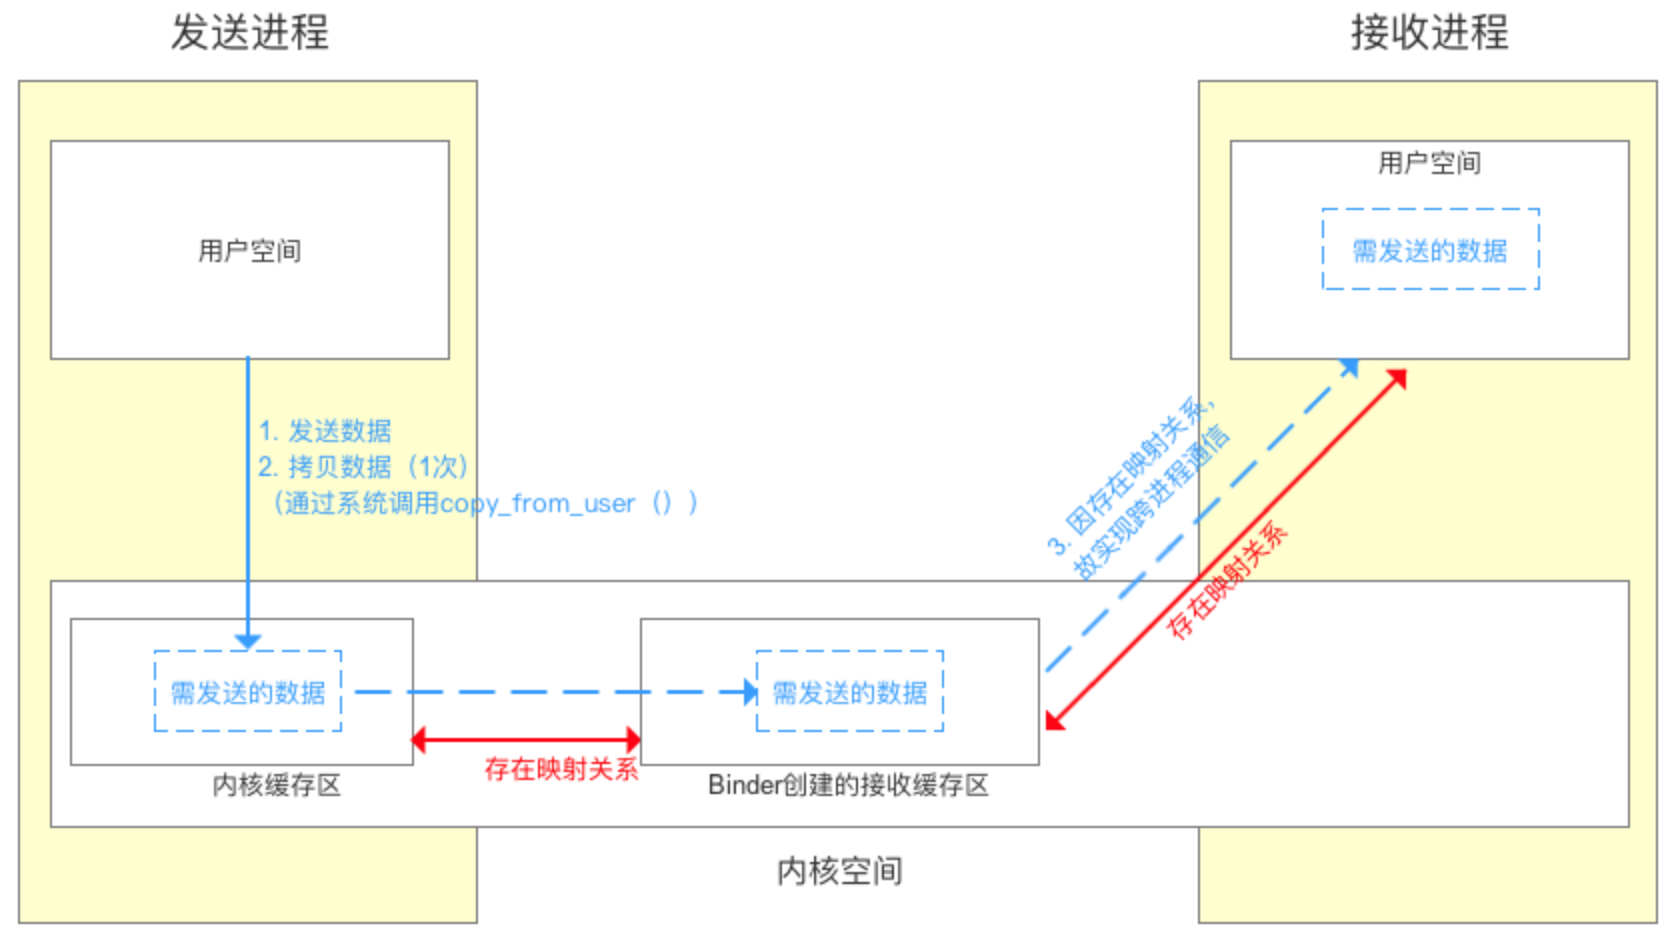 发送进程
接收进程
用户空间
用户空间
需发送的数据
1. 发送数据
2. 拷贝数据（1次）
（通过系统调用copy_from_user（））
3. 因存在映射关系，
故实现跨进程通信
存在映射关系
需发送的数据
需发送的数据
存在映射关系
内核缓存区
Binder创建的接收缓存区
内核空间